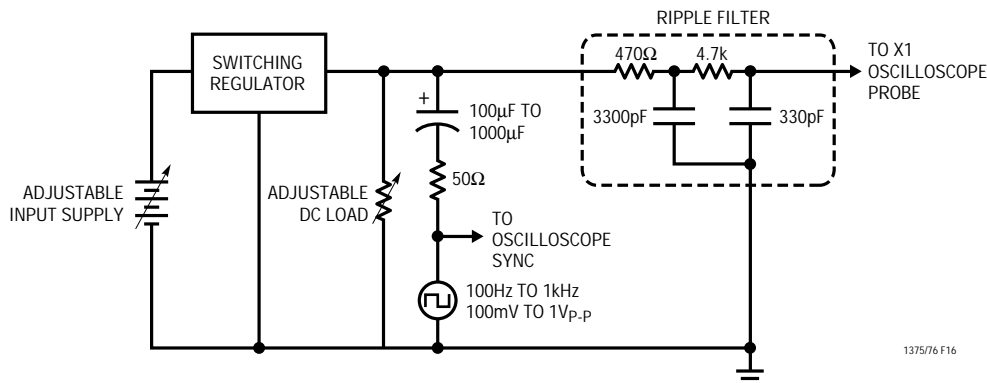 RIPPLE FILTER
470Ω
4.7k
TO X1
OSCILLOSCOPE
PROBE
SWITCHING
REGULATOR
+
100µF TO
1000µF
3300pF
330pF
50Ω
ADJUSTABLE
INPUT SUPPLY
ADJUSTABLE
DC LOAD
TO
OSCILLOSCOPE
SYNC
100Hz TO 1kHz
100mV TO 1VP-P
1375/76 F16